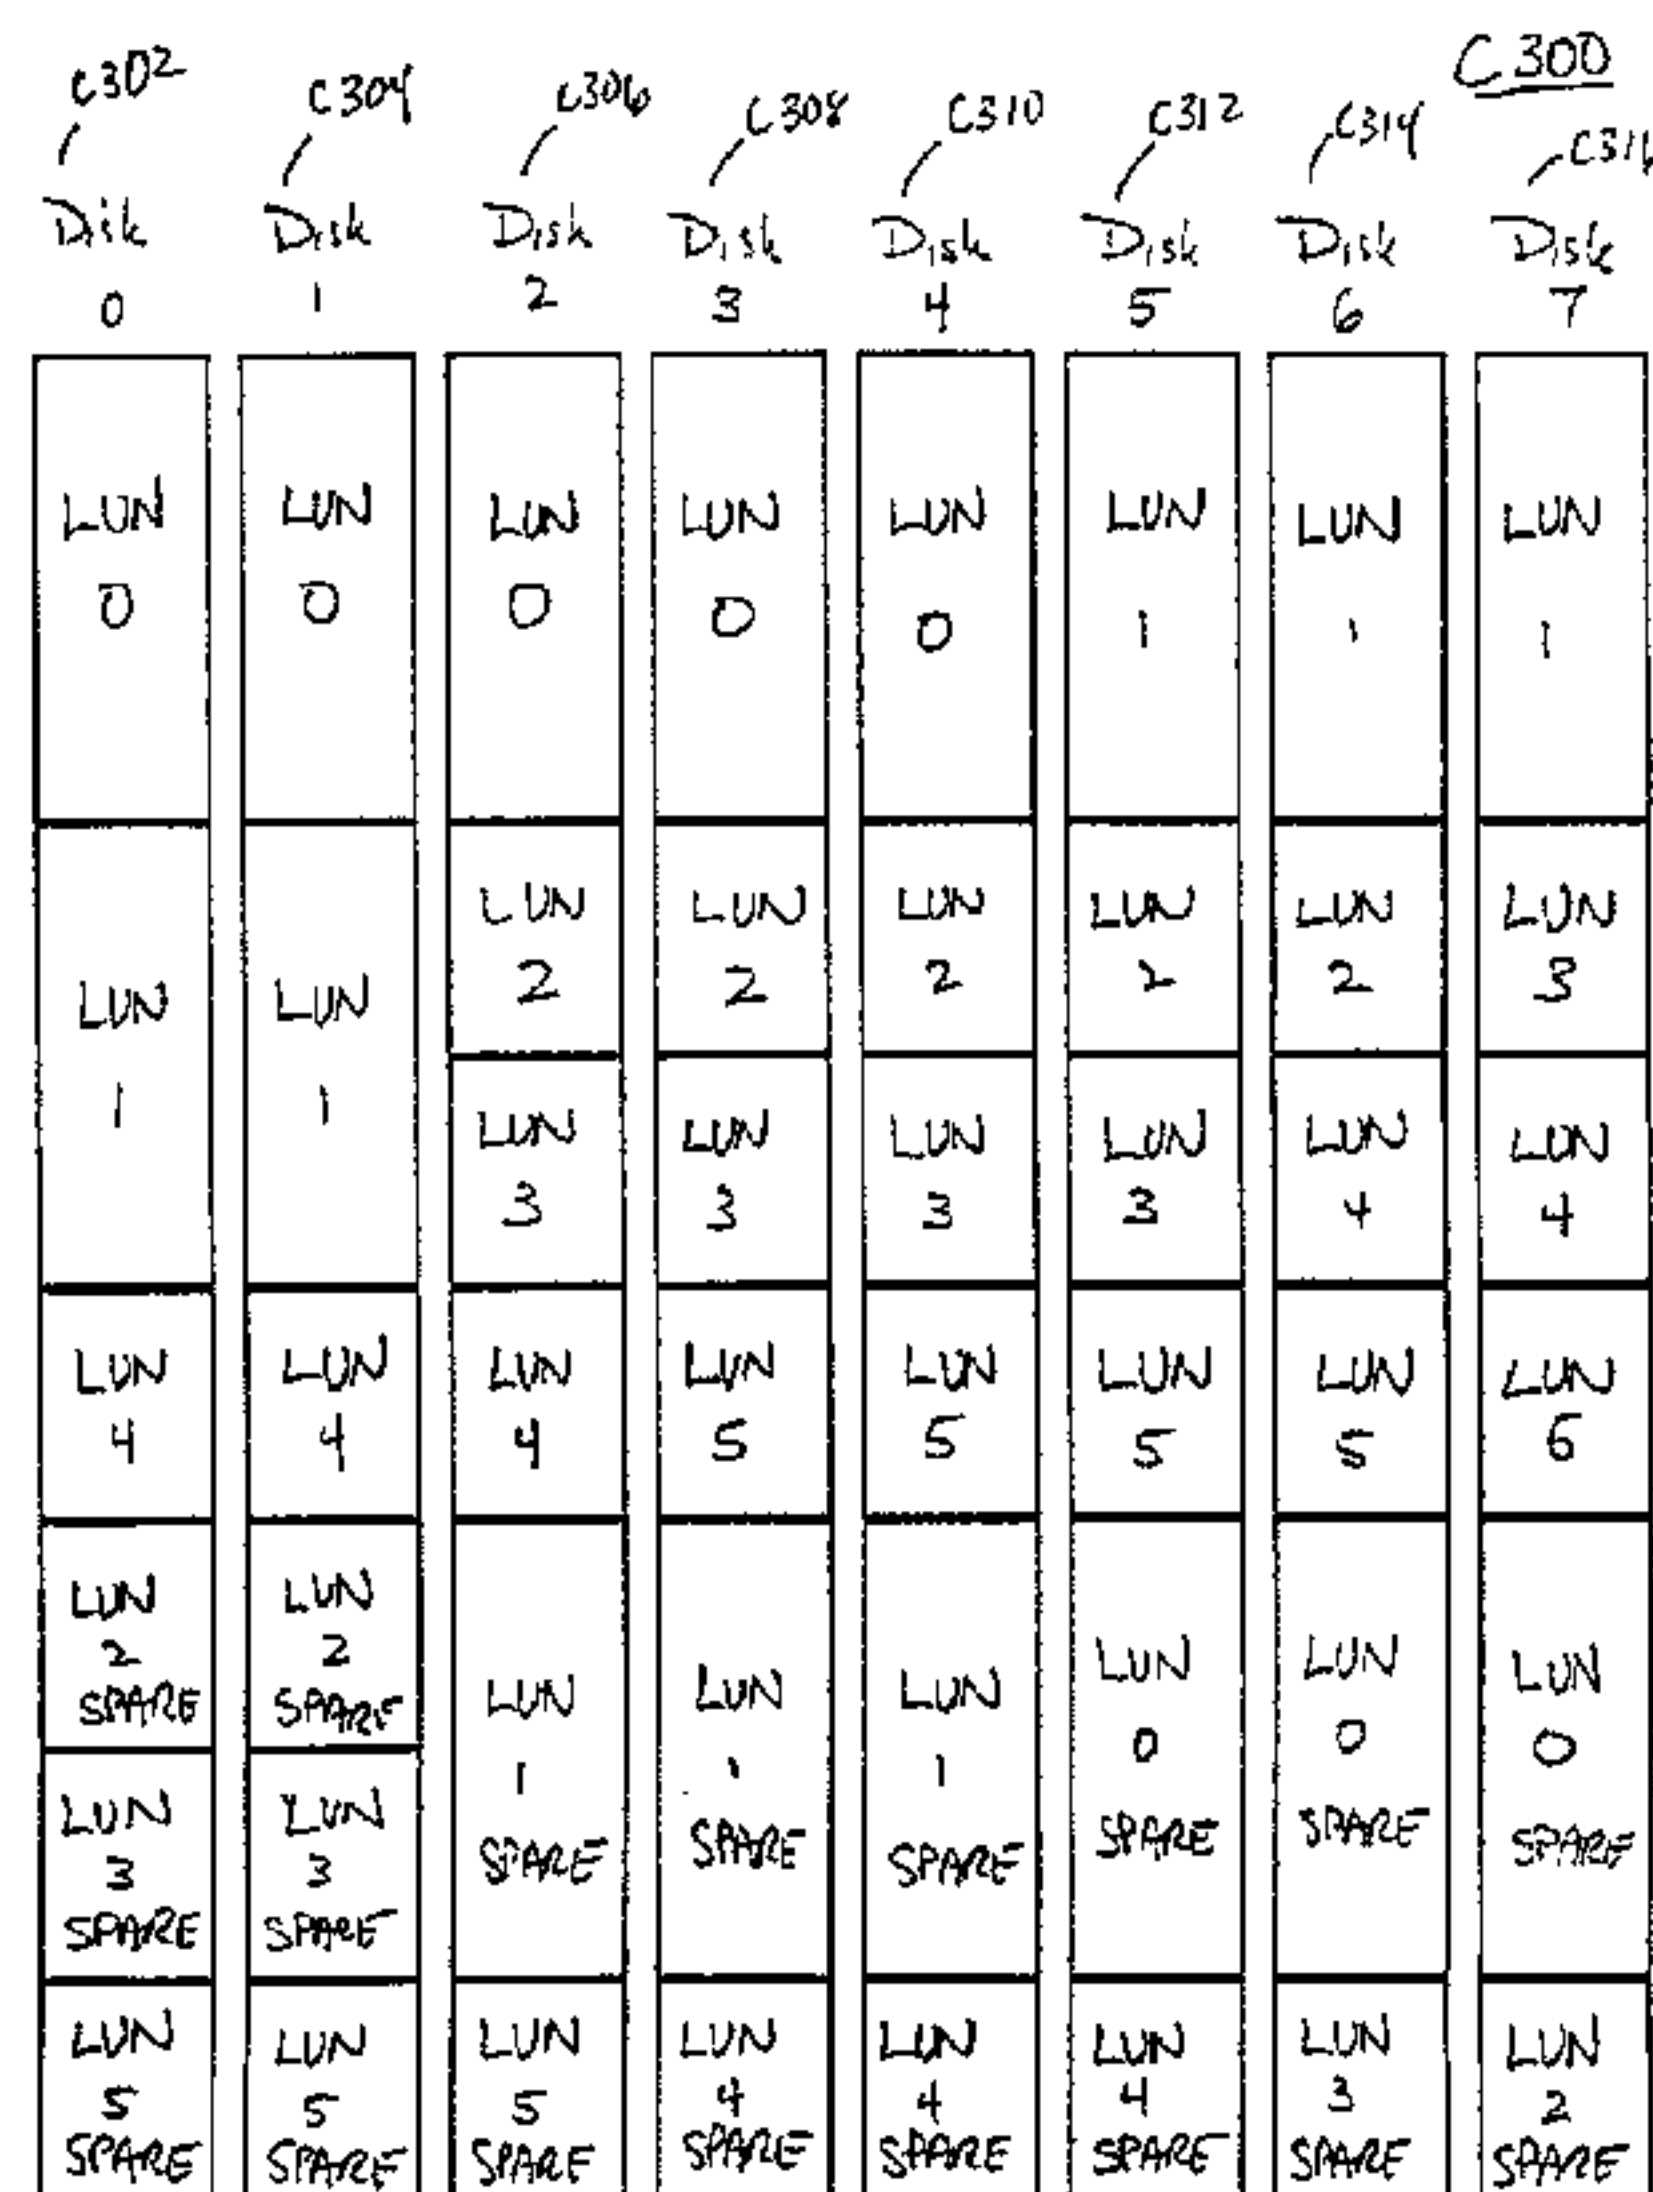 C300
C302 C304 C306 C308 C310 C312 C314
Disk Disk Disk Disk Disk Disk Disk Disk
0 1 2 3 4 5 6 7
LUN LUN LUN LUN LUN LUN LUN LUN
0 0 0 0 0 1 1 1
LUN LUN LUN LUN LUN LUN
2 2 2 2 2 3
LUN LUN
1 1
LUN LUN LUN LUN LUN LUN
3 3 3 3 4 4
LUN LUN LUN LUN LUN LUN LUN LUN
4 4 4 5 5 5 5 6
LUN LUN
2 2
SPARE SPARE
LUN LUN LUN LUN LUN LUN
1 1 1 0 0 0
SPARE SPARE SPARE SPARE SPARE SPARE
LUN LUN
3 3
SPARE SPARE
LUN LUN LUN LUN LUN LUN LUN LUN
5 5 5 4 4 4 3 2
SPARE SPARE SPARE SPARE SPARE SPARE SPARE SPARE